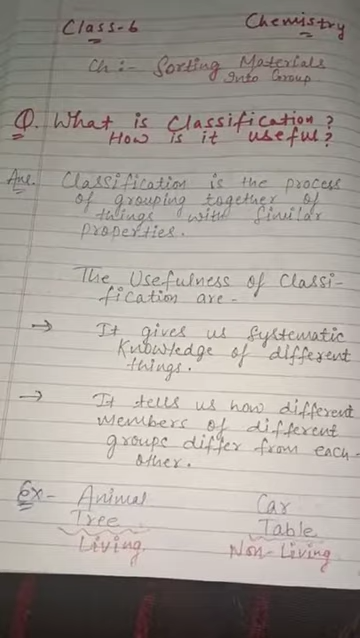 Class-6 Chemistry
Ch :- Sorting Materials
Into Group
Q. What is Classification?
How is it useful?
Ans. Classification is the process
of grouping together of
things with Similar
properties.
The Usefulness of Classi-
fication are -
→ It gives us Systematic
Knowledge of different
things.
→ It tells us how different
members of different
groups differ from each-
other.
Ex- Animal Car
Tree Table
Living. Non-Living